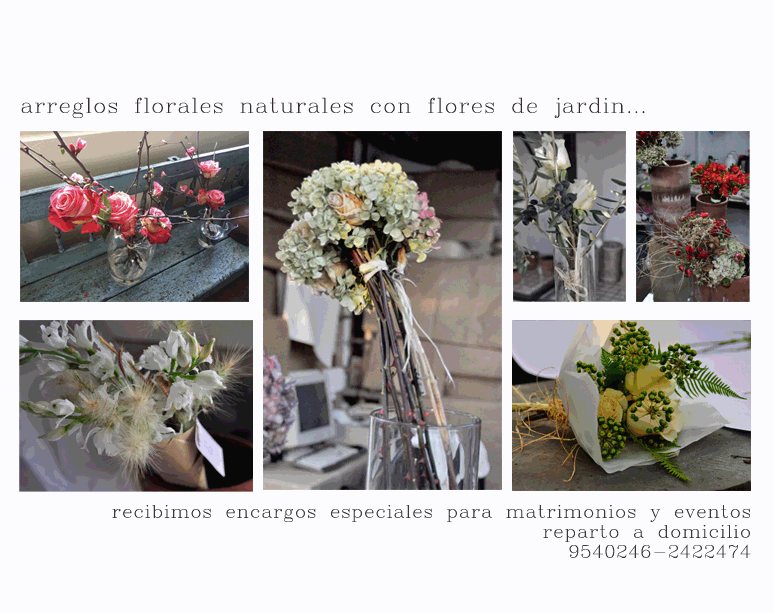 arreglos florales naturales con flores de jardin...
recibimos encargos especiales para matrimonios y eventos
reparto a domicilio
9540246-2422474